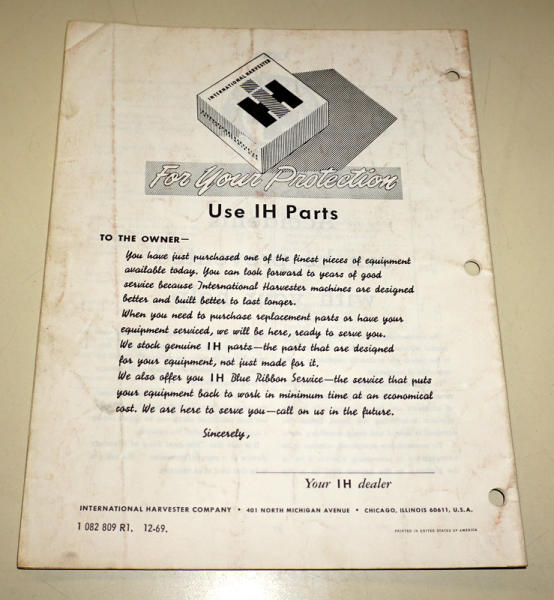 INTERNATIONAL HARVESTER
IH
For Your Protection
Use IH Parts
TO THE OWNER—
You have just purchased one of the finest pieces of equipment
available today. You can look forward to years of good
service because International Harvester machines are designed
better and built better to last longer.
When you need to purchase replacement parts or have your
equipment serviced, we will be here, ready to serve you.
We stock genuine IH parts—the parts that are designed
for your equipment, not just made for it.
We also offer you IH Blue Ribbon Service—the service that puts
your equipment back to work in minimum time at an economical
cost. We are here to serve you—call on us in the future.
Sincerely,
Your IH dealer
INTERNATIONAL HARVESTER COMPANY • 401 NORTH MICHIGAN AVENUE • CHICAGO, ILLINOIS 60611, U.S.A.
1 082 809 R1. 12-69.
PRINTED IN UNITED STATES OF AMERICA